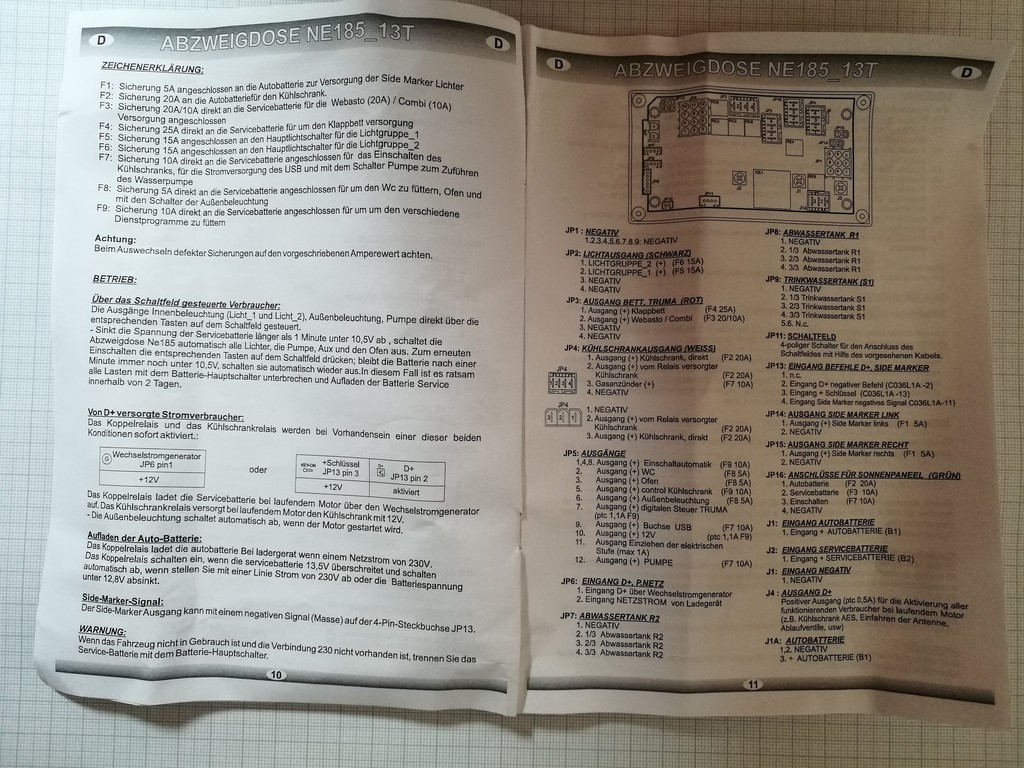 D ABZWEIGDOSE NE185_13T D
ZEICHENERKLÄRUNG:
F1: Sicherung 5A angeschlossen an die Autobatterie zur Versorgung der Side Marker Lichter
F2: Sicherung 20A an die Autobatteriefür den Kühlschrank.
F3: Sicherung 20A/10A direkt an die Servicebatterie für die Webasto (20A) / Combi (10A)
Versorgung angeschlossen
F4: Sicherung 25A direkt an die Servicebatterie für um den Klappbett versorgung
F5: Sicherung 15A angeschlossen an den Hauptlichtschalter für die Lichtgruppe_1
F6: Sicherung 15A angeschlossen an den Hauptlichtschalter für die Lichtgruppe_2
F7: Sicherung 10A direkt an die Servicebatterie angeschlossen für das Einschalten des
Kühlschranks, für die Stromversorgung des USB und mit dem Schalter Pumpe zum Zuführen
des Wasserpumpe
F8: Sicherung 5A direkt an die Servicebatterie angeschlossen für um den Wc zu füttern, Ofen und
mit den Schalter der Außenbeleuchtung
F9: Sicherung 10A direkt an die Servicebatterie angeschlossen für um um den verschiedene
Dienstprogramme zu füttern
Achtung:
Beim Auswechseln defekter Sicherungen auf den vorgeschriebenen Amperewert achten.
BETRIEB:
Über das Schaltfeld gesteuerte Verbraucher:
Die Ausgänge Innenbeleuchtung (Licht_1 und Licht_2), Außenbeleuchtung, Pumpe direkt über die
entsprechenden Tasten auf dem Schaltfeld gesteuert.
- Sinkt die Spannung der Servicebatterie länger als 1 Minute unter 10,5V ab , schaltet die
Abzweigdose Ne185 automatisch alle Lichter, die Pumpe, Aux und den Ofen aus. Zum erneuten
Einschalten die entsprechenden Tasten auf dem Schaltfeld drücken; bleibt die Batterie nach einer
Minute immer noch unter 10,5V, schalten sie automatisch wieder aus.In diesem Fall ist es ratsam
alle Lasten mit dem Batterie-Hauptschalter unterbrechen und Aufladen der Batterie Service
innerhalb von 2 Tagen.
Von D+ versorgte Stromverbraucher:
Das Koppelrelais und das Kühlschrankrelais werden bei Vorhandensein einer dieser beiden
Konditionen sofort aktiviert.:
G Wechselstromgenerator
JP6 pin1
+12V
oder
KEY-ON +Schlüssel
JP13 pin 3
+12V
D+ D+
JP13 pin 2
aktiviert
Das Koppelrelais ladet die Servicebatterie bei laufendem Motor über den Wechselstromgenerator
auf.Das Kühlschrankrelais versorgt bei laufendem Motor den Kühlschrank mit 12V.
- Die Außenbeleuchtung schaltet automatisch ab, wenn der Motor gestartet wird.
Aufladen der Auto-Batterie:
Das Koppelrelais ladet die autobatterie Bei ladergerat wenn einem Netzstrom von 230V.
Das Koppelrelais schalten ein, wenn die servicebatterie 13,5V überschreitet und schalten
automatisch ab, wenn stellen Sie mit einer Linie Strom von 230V ab oder die Batteriespannung
unter 12,8V absinkt.
Side-Marker-Signal:
Der Side-Marker Ausgang kann mit einem negativen Signal (Masse) auf der 4-Pin-Steckbuchse JP13.
WARNUNG:
Wenn das Fahrzeug nicht in Gebrauch ist und die Verbindung 230 nicht vorhanden ist, trennen Sie das
Service-Batterie mit dem Batterie-Hauptschalter.
10
D ABZWEIGDOSE NE185_13T D
JP1 : NEGATIV
1.2.3.4.5.6.7.8.9: NEGATIV
JP2: LICHTAUSGANG (SCHWARZ)
1. LICHTGRUPPE_2 (+) (F6 15A)
2. LICHTGRUPPE_1 (+) (F5 15A)
3. NEGATIV
4. NEGATIV
JP3: AUSGANG BETT, TRUMA (ROT)
1. Ausgang (+) Klappbett (F4 25A)
2. Ausgang (+) Webasto / Combi (F3 20/10A)
3. NEGATIV
4. NEGATIV
JP4: KÜHLSCHRANKAUSGANG (WEISS)
1. Ausgang (+) Kühlschrank, direkt (F2 20A)
2. Ausgang (+) vom Relais versorgter
Kühlschrank (F2 20A)
3. Gasanzünder (+) (F7 10A)
4. NEGATIV
JP4
JP4
3 2 1
1. NEGATIV
2. Ausgang (+) vom Relais versorgter
Kühlschrank (F2 20A)
3. Ausgang (+) Kühlschrank, direkt (F2 20A)
JP5: AUSGÄNGE
1,4,8. Ausgang (+) Einschaltautomatik (F9 10A)
2. Ausgang (+) WC (F8 5A)
3. Ausgang (+) Ofen (F8 5A)
5. Ausgang (+) control Kühlschrank (F9 10A)
6. Ausgang (+) Außenbeleuchtung (F8 5A)
7. Ausgang (+) digitalen Steuer TRUMA
(ptc 1,1A F9)
9. Ausgang (+) Buchse USB (F7 10A)
10. Ausgang (+) 12V (ptc 1,1A F9)
11. Ausgang Einziehen der elektrischen
Stufe (max 1A)
12. Ausgang (+) PUMPE (F7 10A)
JP6: EINGANG D+, P.NETZ
1. Eingang D+ über Wechselstromgenerator
2. Eingang NETZSTROM von Ladegerät
JP7: ABWASSERTANK R2
1. NEGATIV
2. 1/3 Abwassertank R2
3. 2/3 Abwassertank R2
4. 3/3 Abwassertank R2
JP8: ABWASSERTANK R1
1. NEGATIV
2. 1/3 Abwassertank R1
3. 2/3 Abwassertank R1
4. 3/3 Abwassertank R1
JP9: TRINKWASSERTANK (S1)
1. NEGATIV
2. 1/3 Trinkwassertank S1
3. 2/3 Trinkwassertank S1
4. 3/3 Trinkwassertank S1
5.6. N.c.
JP11: SCHALTFELD
4-poliger Schalter für den Anschluss des
Schaltfeldes mit Hilfe des vorgesehenen Kabels.
JP13: EINGANG BEFEHLE D+, SIDE MARKER
1. n.c.
2. Eingang D+ negativer Befehl (C036L1A -2)
3. Eingang + Schlüssel (C036L1A -13)
4. Eingang Side Marker negatives Signal C036L1A-11)
JP14: AUSGANG SIDE MARKER LINK
1. Ausgang (+) Side Marker links (F1 5A)
2. NEGATIV
JP15: AUSGANG SIDE MARKER RECHT
1. Ausgang (+) Side Marker rechts (F1 5A)
2. NEGATIV
JP16: ANSCHLÜSSE FÜR SONNENPANEEL (GRÜN)
1. Autobatterie (F2 20A)
2. Servicebatterie (F3 10A)
3. Einschalten (F7 10A)
4. NEGATIV
J1: EINGANG AUTOBATTERIE
1. Eingang + AUTOBATTERIE (B1)
J2: EINGANG SERVICEBATTERIE
1. Eingang + SERVICEBATTERIE (B2)
J1: EINGANG NEGATIV
1. NEGATIV
J4 : AUSGANG D+
Positiver Ausgang (ptc 0,5A) für die Aktivierung aller
funktionierenden Verbraucher bei laufendem Motor
(z.B. Kühlschrank AES, Einfahren der Antenne,
Ablaufventile, usw)
J1A: AUTOBATTERIE
1,2. NEGATIV
3. + AUTOBATTERIE (B1)
11